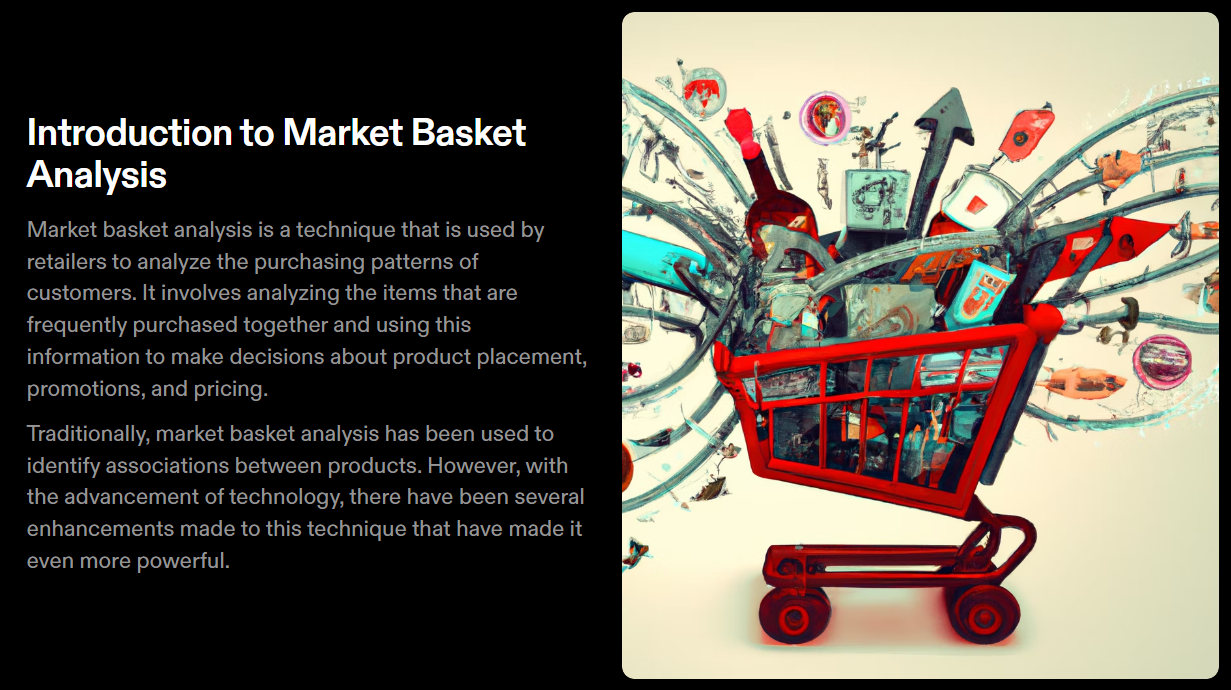 Introduction to Market Basket
Analysis
Market basket analysis is a technique that is used by
retailers to analyze the purchasing patterns of
customers. It involves analyzing the items that are
frequently purchased together and using this
information to make decisions about product placement,
promotions, and pricing.
Traditionally, market basket analysis has been used to
identify associations between products. However, with
the advancement of technology, there have been several
enhancements made to this technique that have made it
even more powerful.